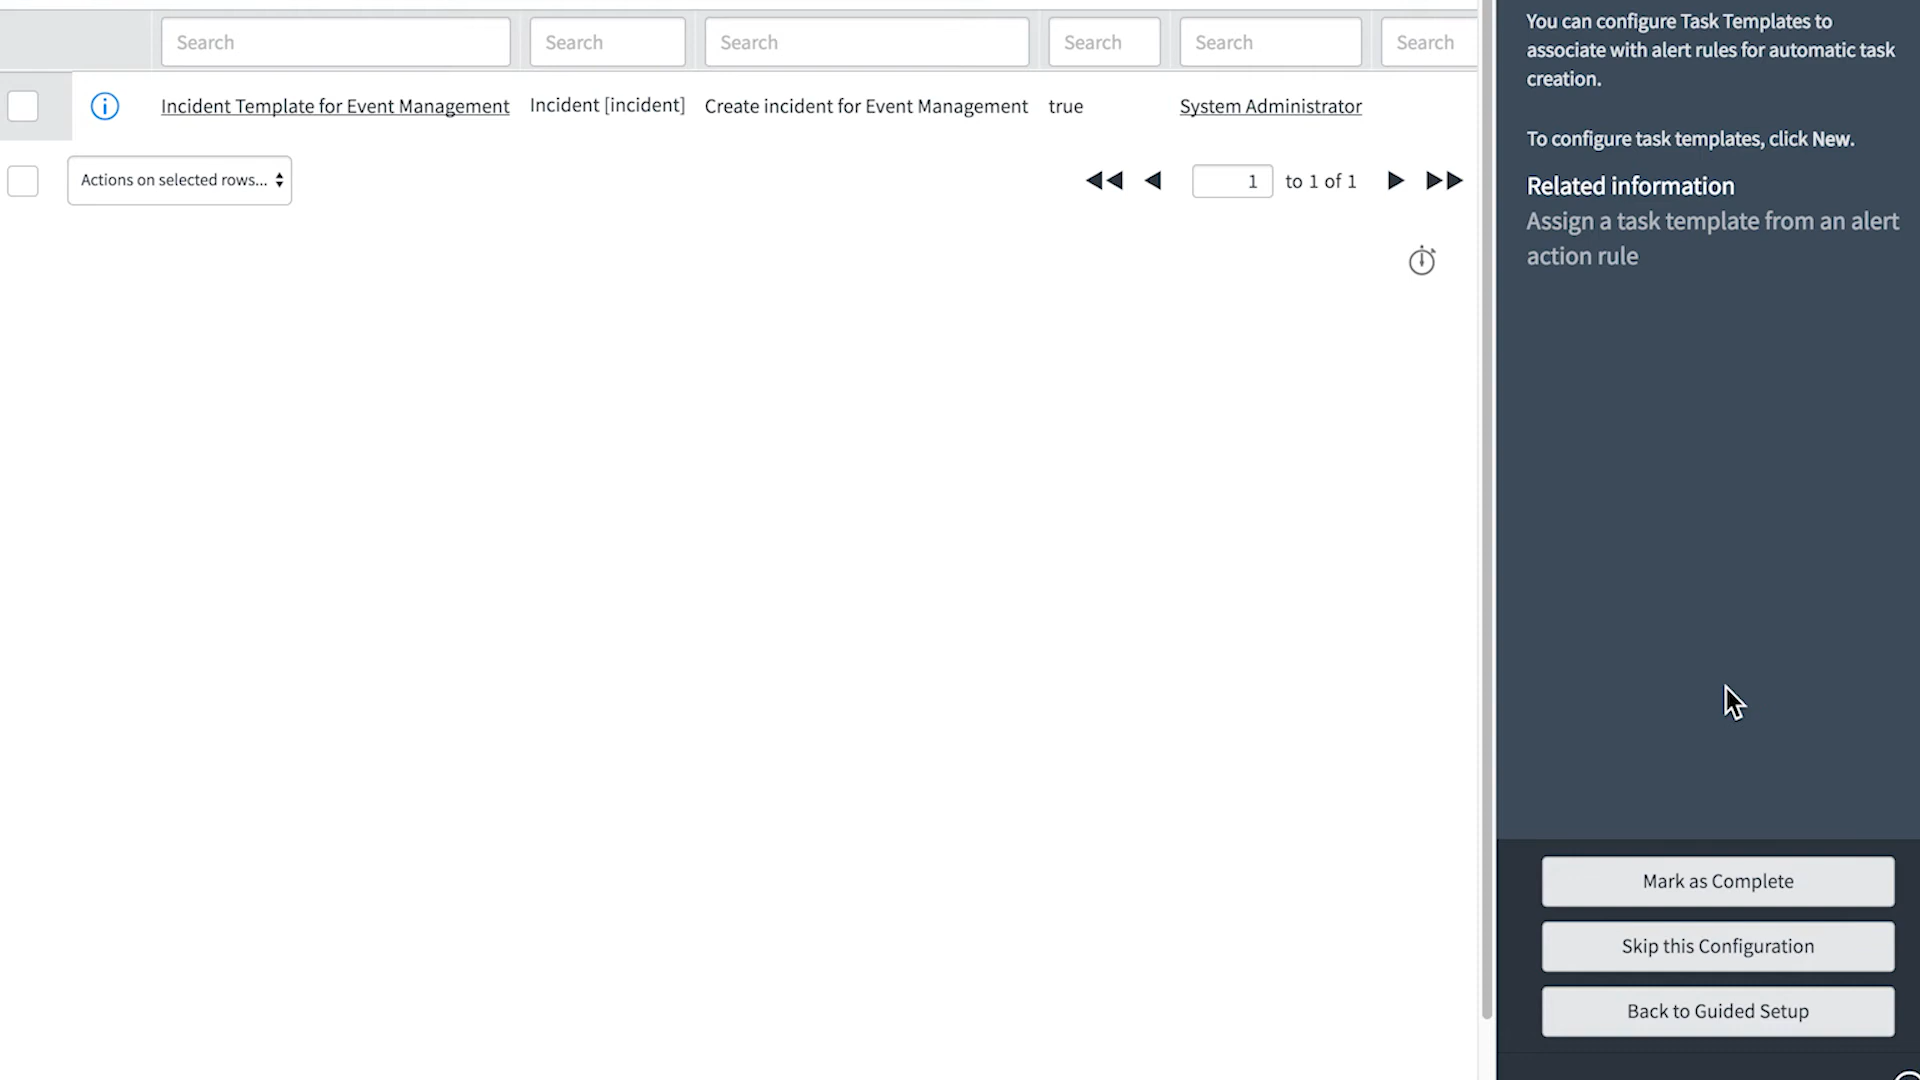 Search Search Search Search Search Search
Incident Template for Event Management Incident [incident] Create incident for Event Management true System Administrator
Actions on selected rows... 1 to 1 of 1
You can configure Task Templates to
associate with alert rules for automatic task
creation.
To configure task templates, click New.
Related information
Assign a task template from an alert
action rule
Mark as Complete
Skip this Configuration
Back to Guided Setup